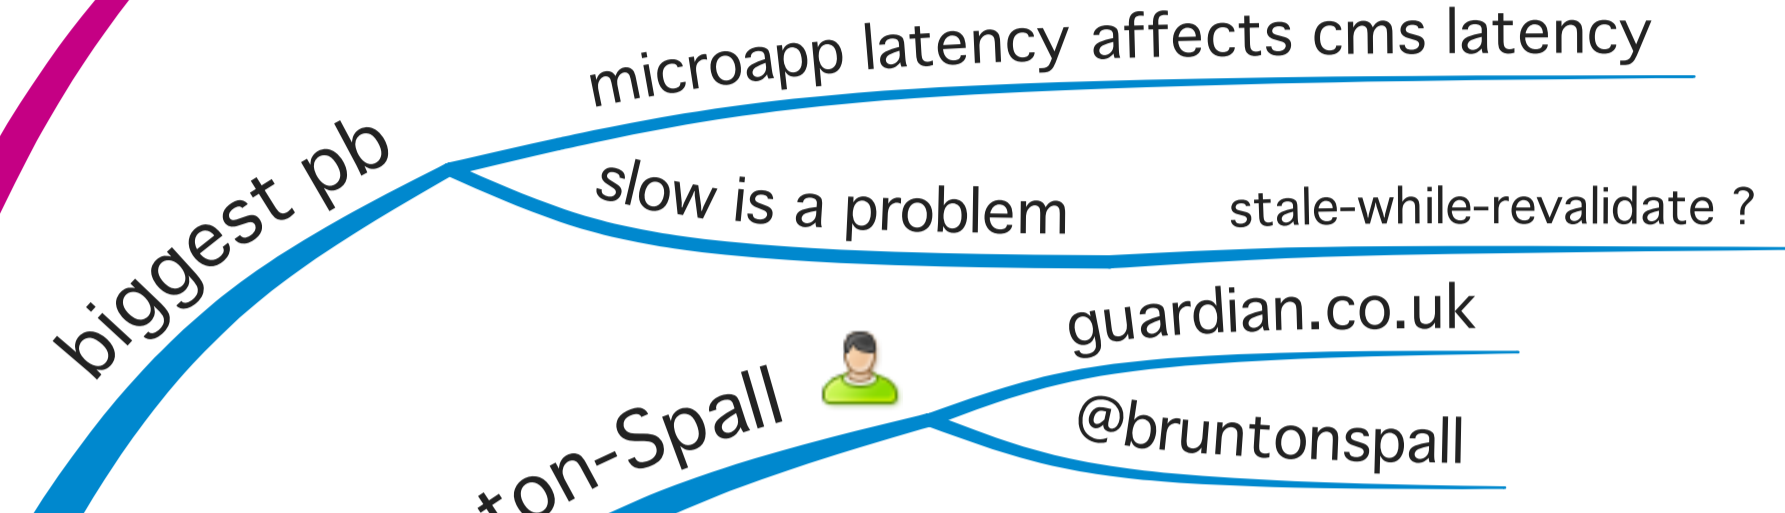 microapp latency affects cms latency
biggest pb
slow is a problem
stale-while-revalidate ?
guardian.co.uk
ton-Spall
@bruntonspall